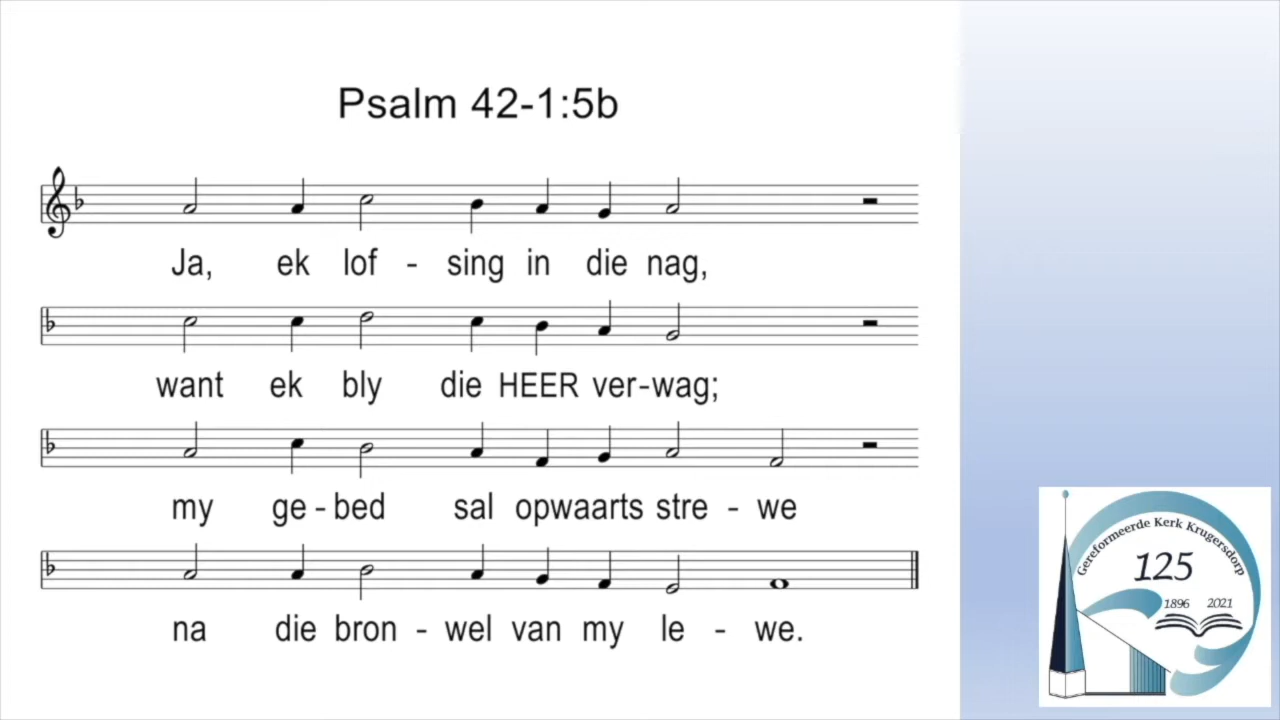 Psalm 42-1:5b
Ja, ek lof - sing in die nag,
want ek bly die HEER ver-wag;
my ge-bed sal opwaarts stre - we
na die bron - wel van my le - we.
Gereformeerde Kerk Krugersdorp
125
1896 2021